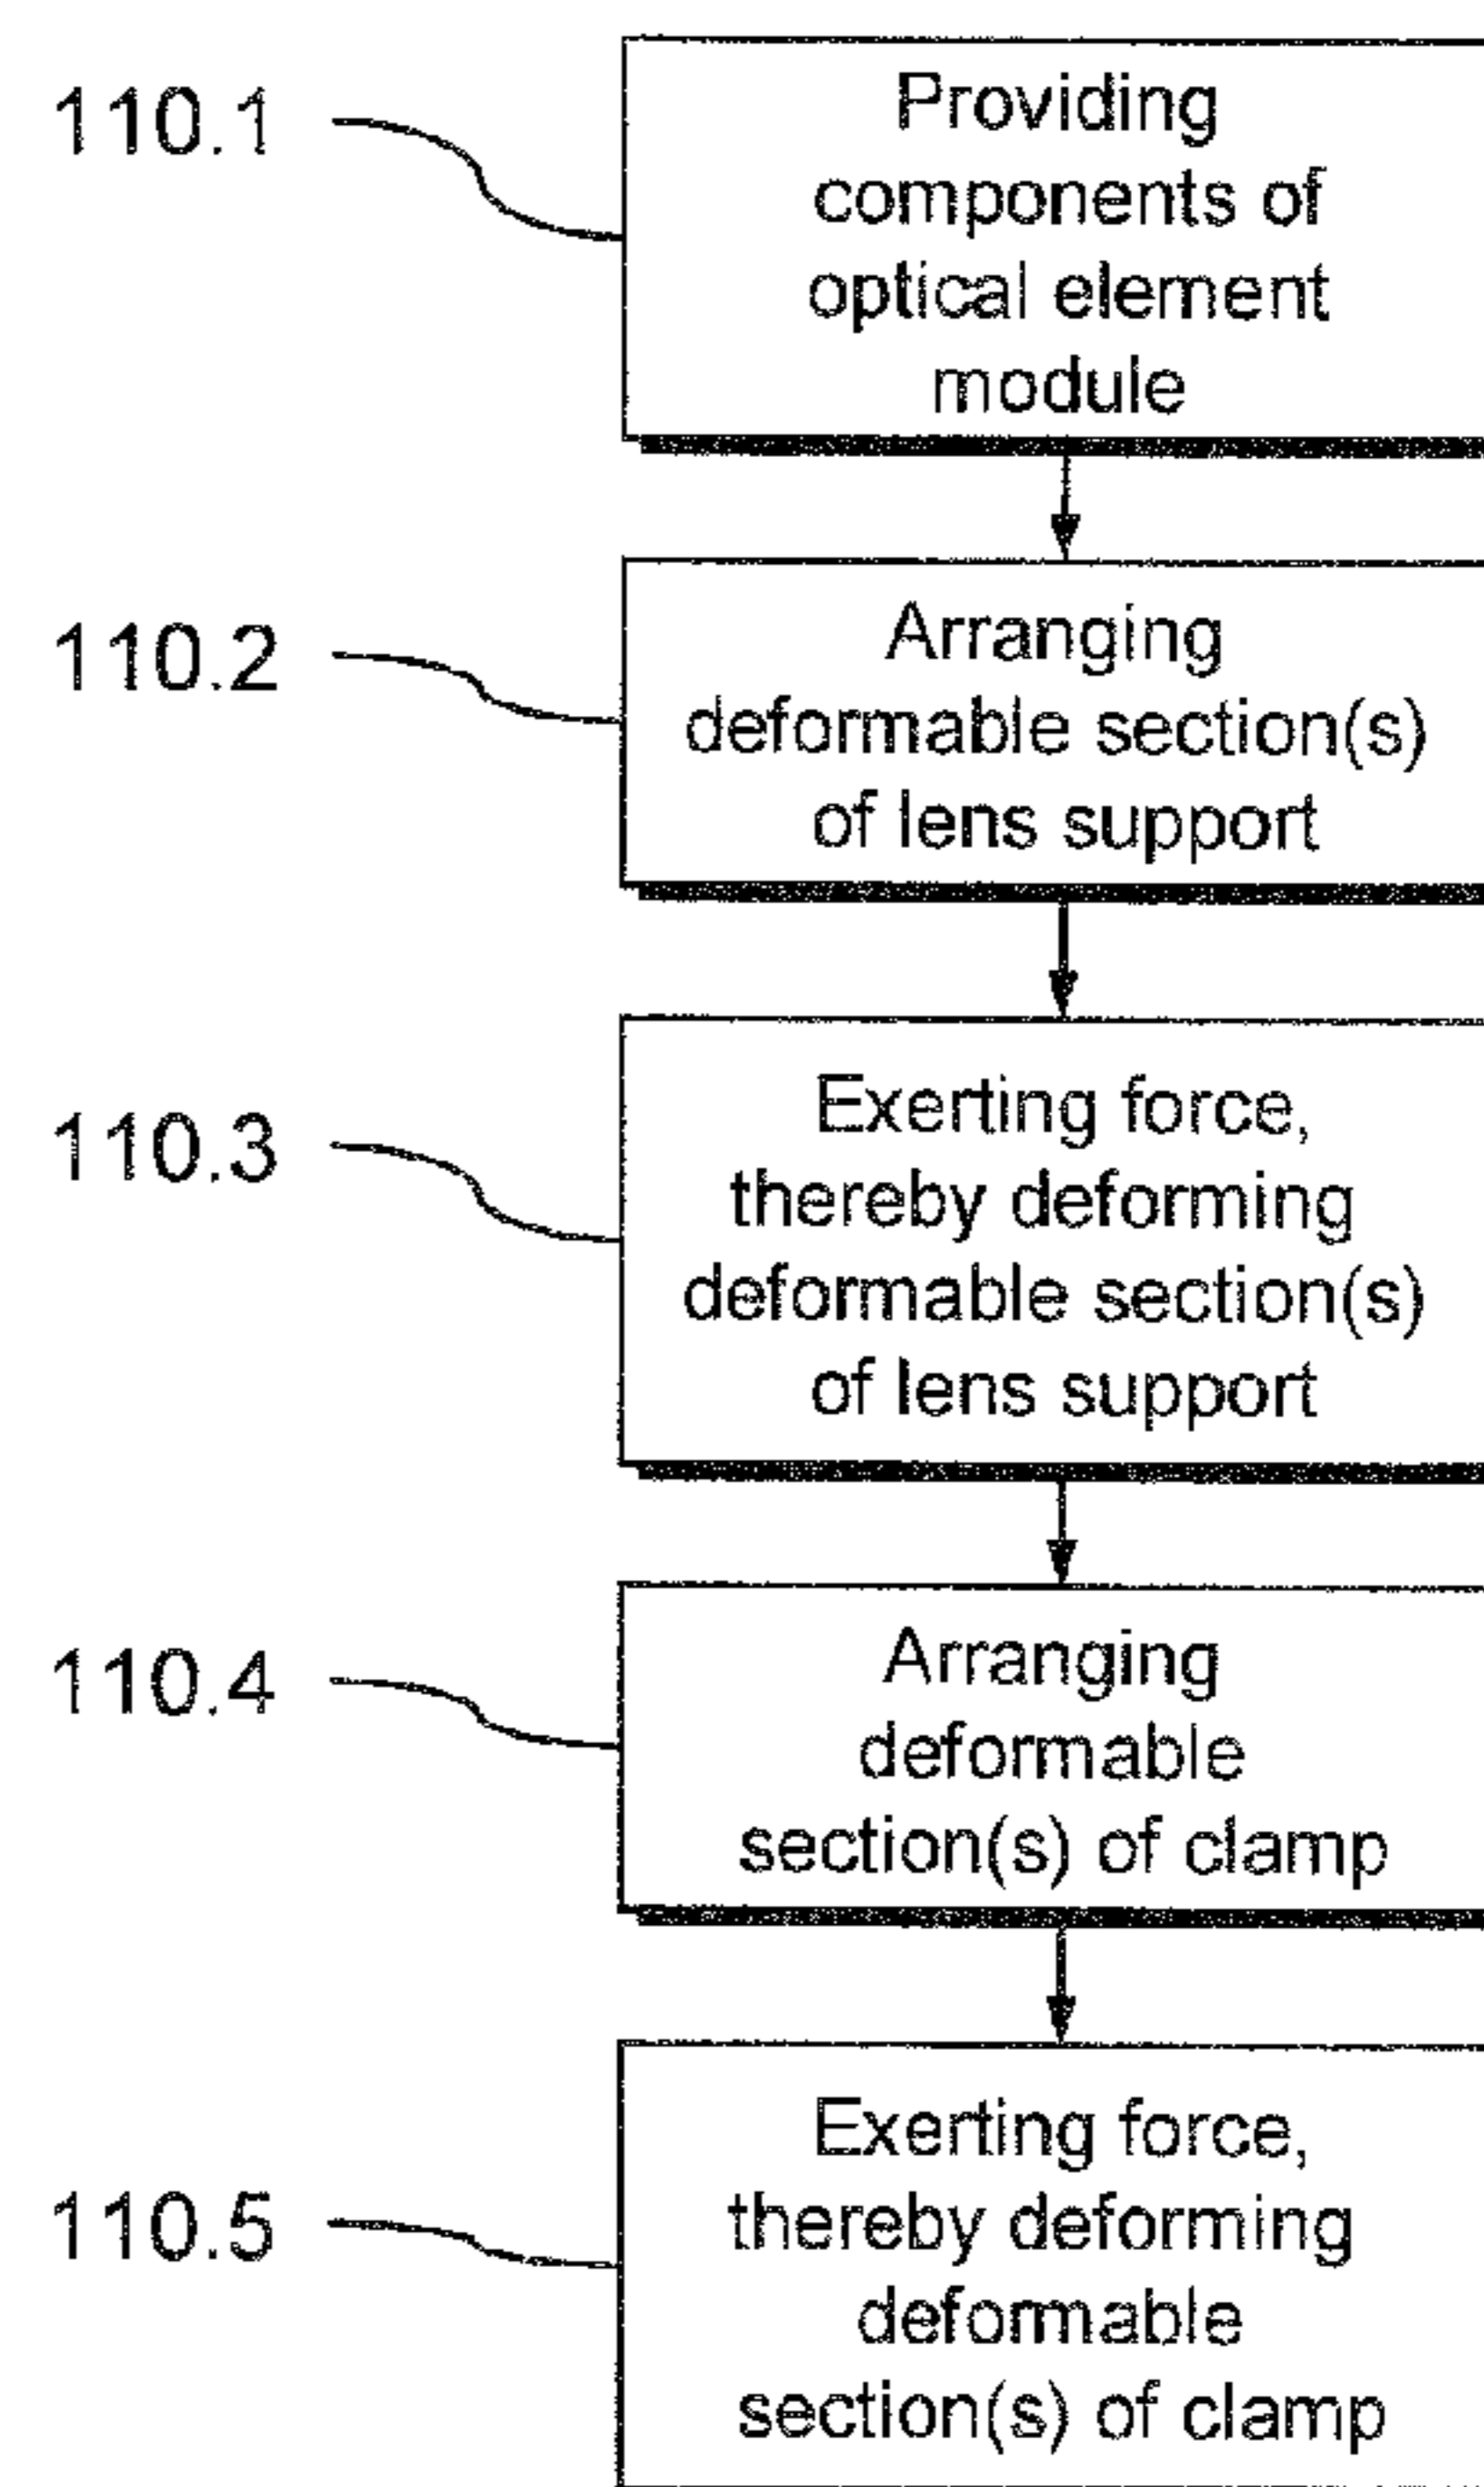 110.1
Providing
components of
optical element
module
110.2
Arranging
deformable section(s)
of lens support
110.3
Exerting force,
thereby deforming
deformable section(s)
of lens support
110.4
Arranging
deformable
section(s) of clamp
110.5
Exerting force,
thereby deforming
deformable
section(s) of clamp